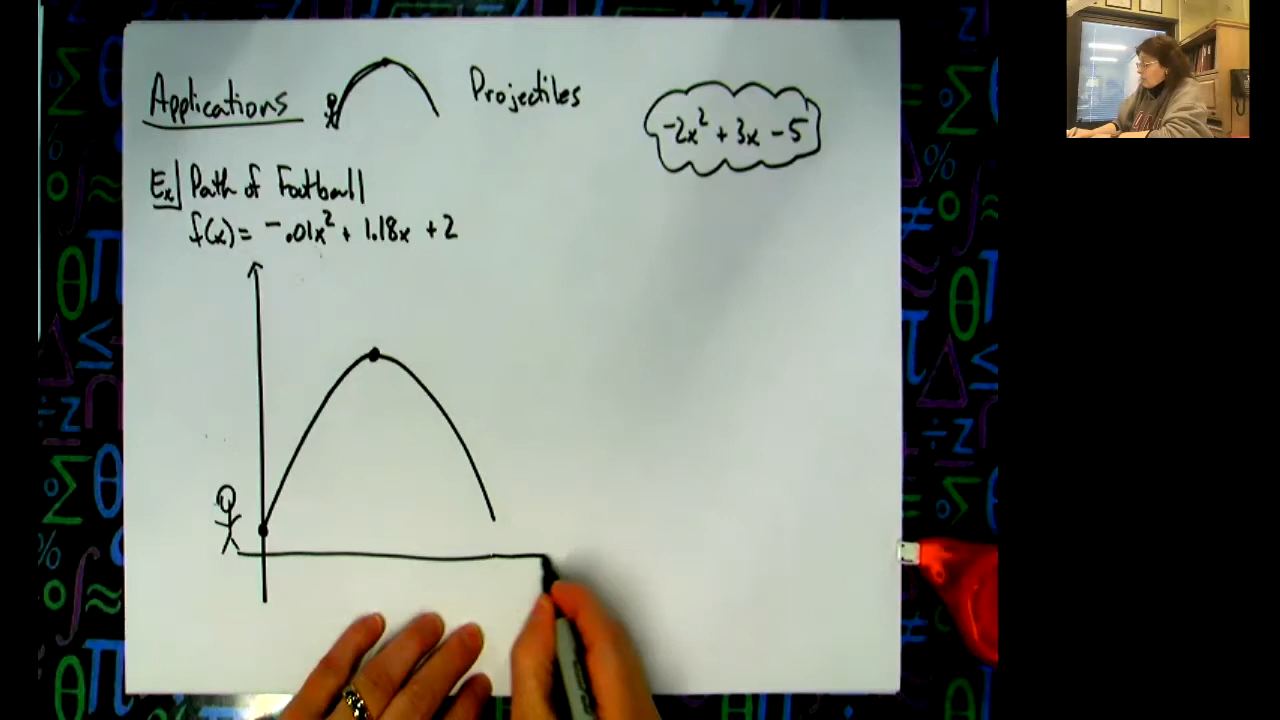 Applications
Projectiles
-2x² + 3x - 5
Ex Path of Football
f(x) = -.01x² + 1.18x + 2